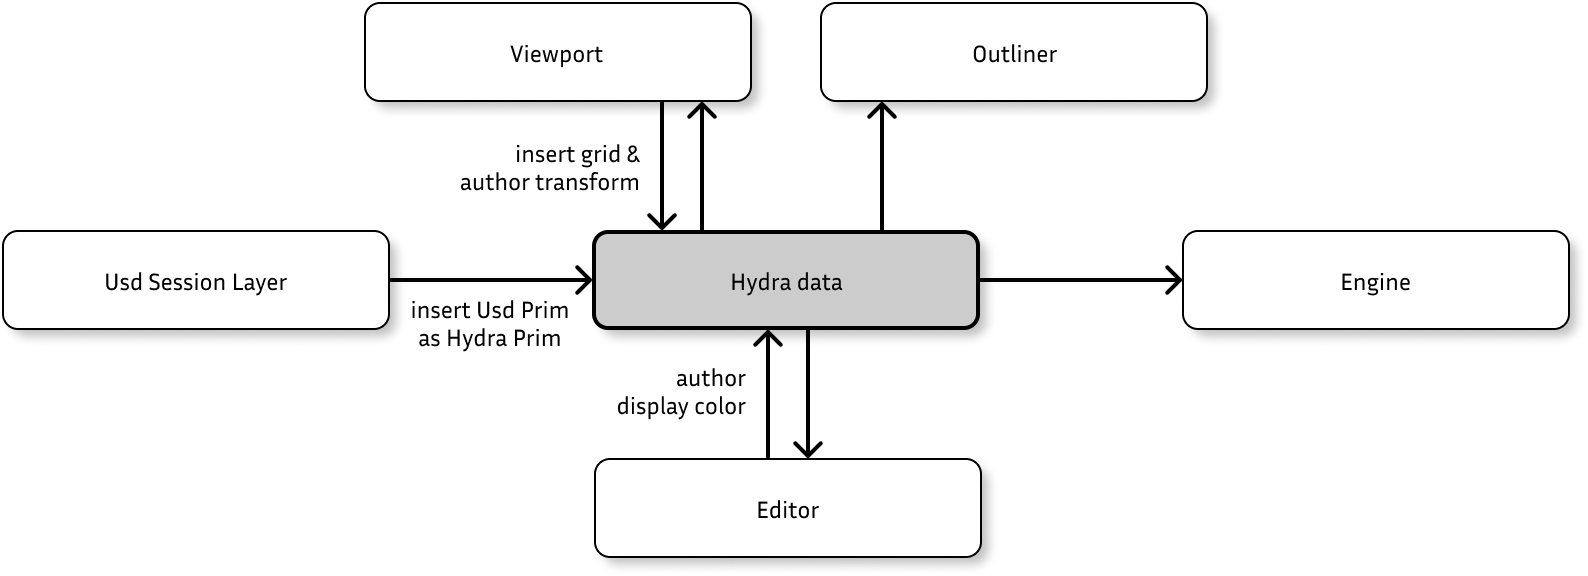 Viewport
Outliner
insert grid &
author transform
Usd Session Layer
insert Usd Prim
as Hydra Prim
Hydra data
Engine
author
display color
Editor